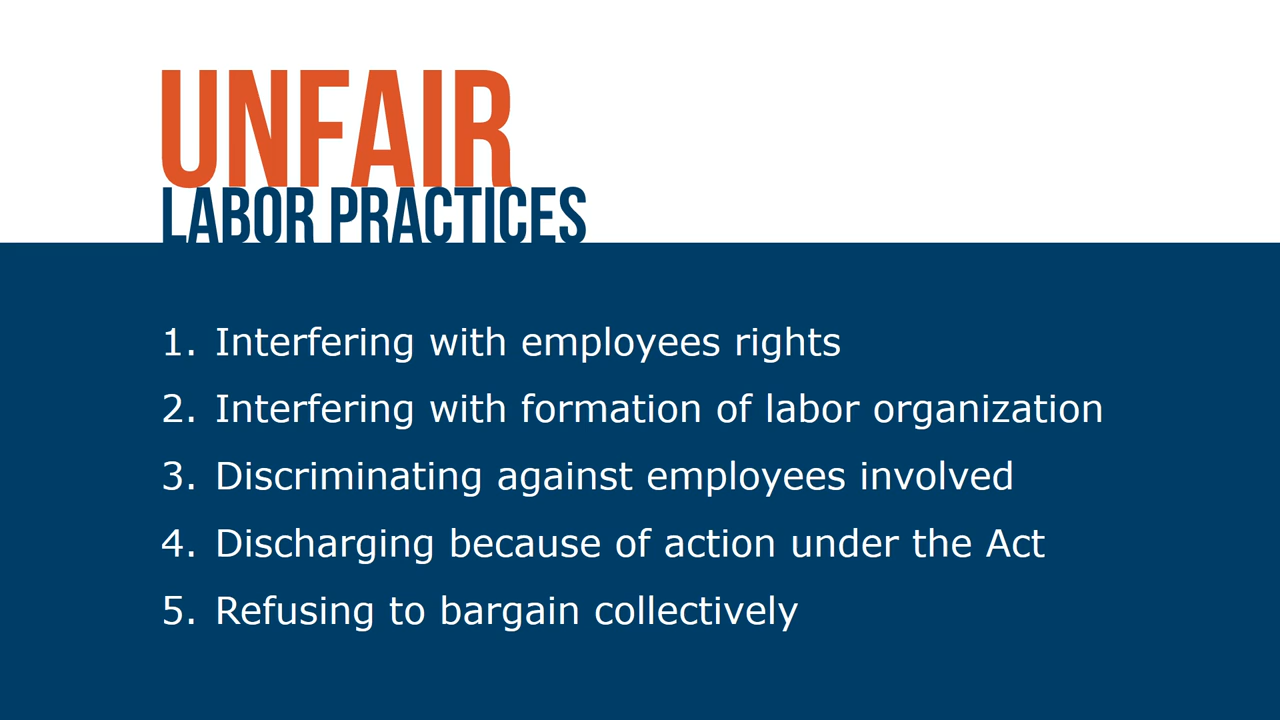 UNFAIR
LABOR PRACTICES
1. Interfering with employees rights
2. Interfering with formation of labor organization
3. Discriminating against employees involved
4. Discharging because of action under the Act
5. Refusing to bargain collectively